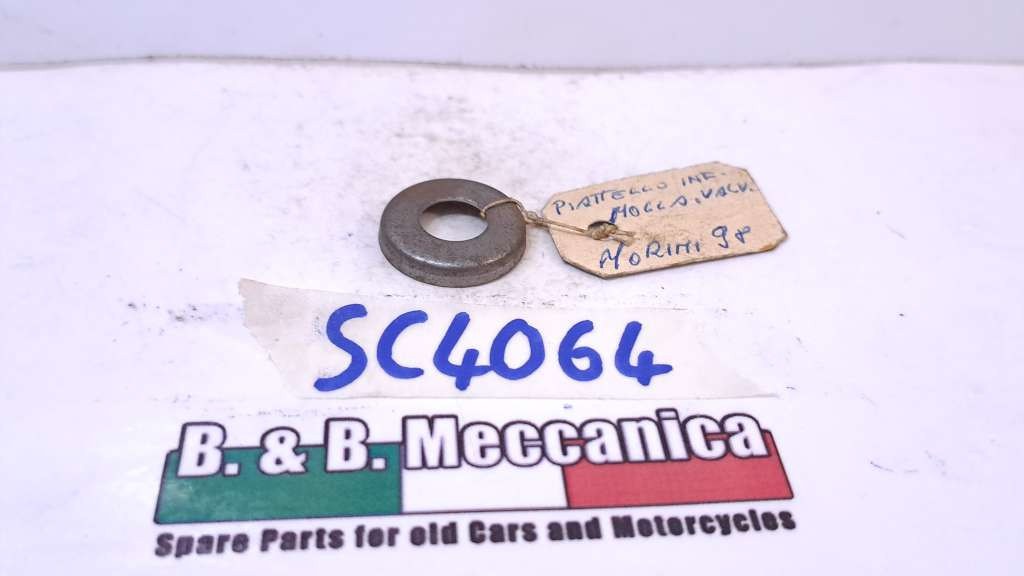 PIATTELLO INF.
MOLLA.VALV.
MORINI 98
SC4064
B. & B. Meccanica
Spare Parts for old Cars and Motorcycles